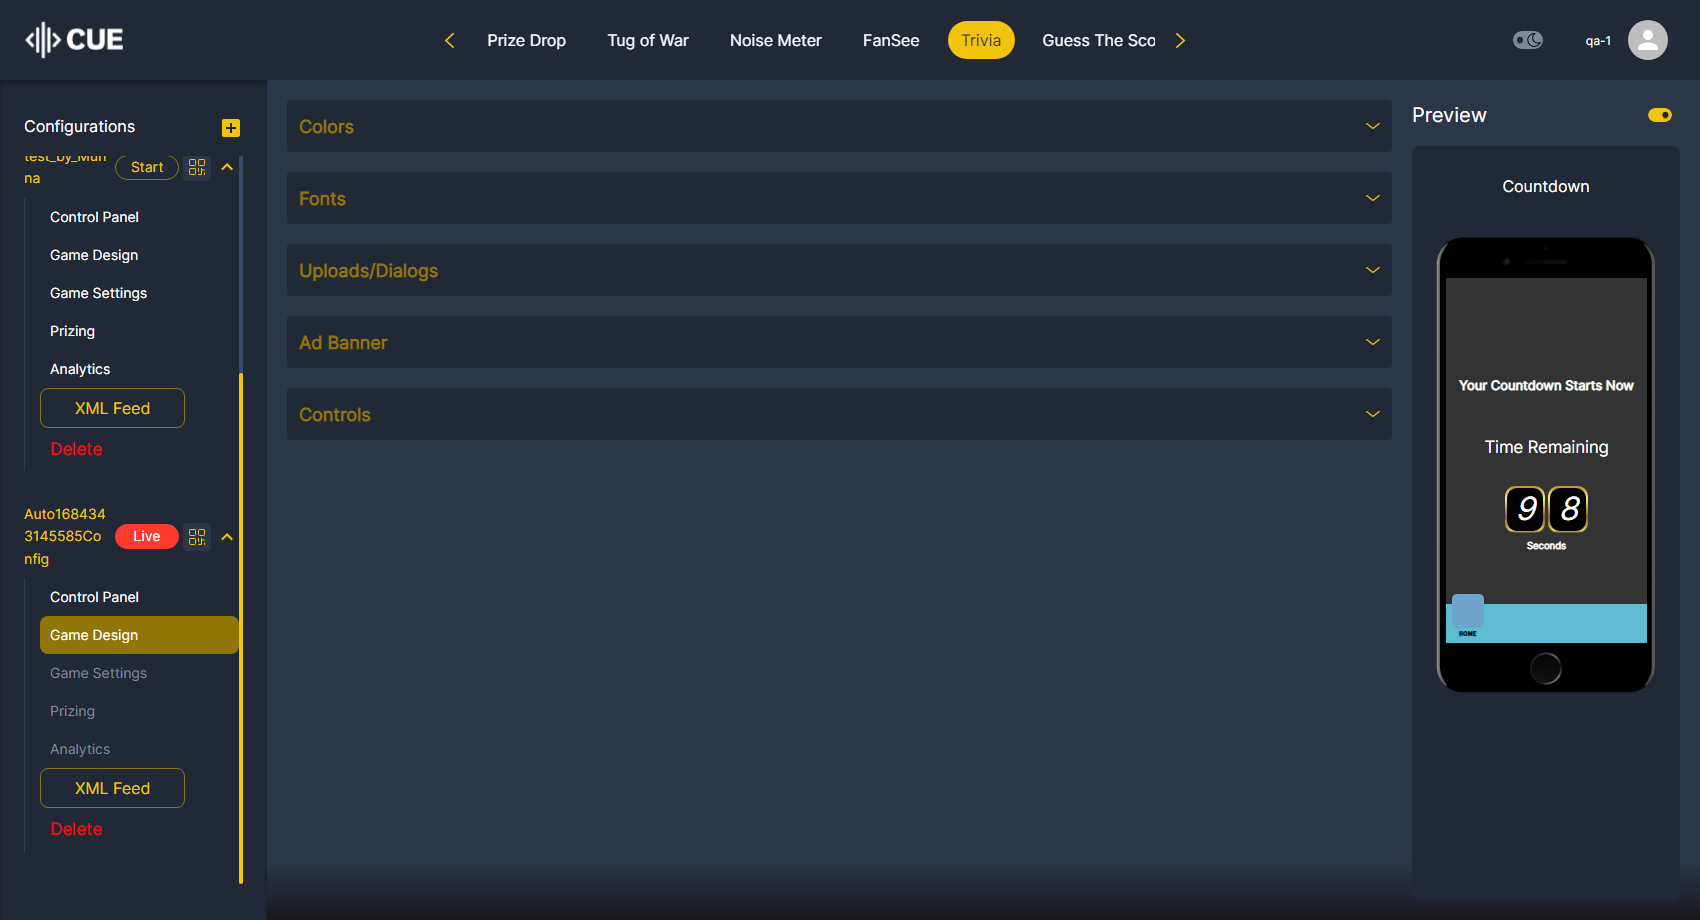 CUE
Prize Drop
Tug of War
Noise Meter
FanSee
Trivia
Guess The Sco
qa-1
Configurations
test_by_Mun
na
Start
Control Panel
Game Design
Game Settings
Prizing
Analytics
XML Feed
Delete
Auto168434
3145585Co
nfig
Live
Control Panel
Game Design
Game Settings
Prizing
Analytics
XML Feed
Delete
Colors
Fonts
Uploads/Dialogs
Ad Banner
Controls
Preview
Countdown
Your Countdown Starts Now
Time Remaining
98
Seconds
HOME